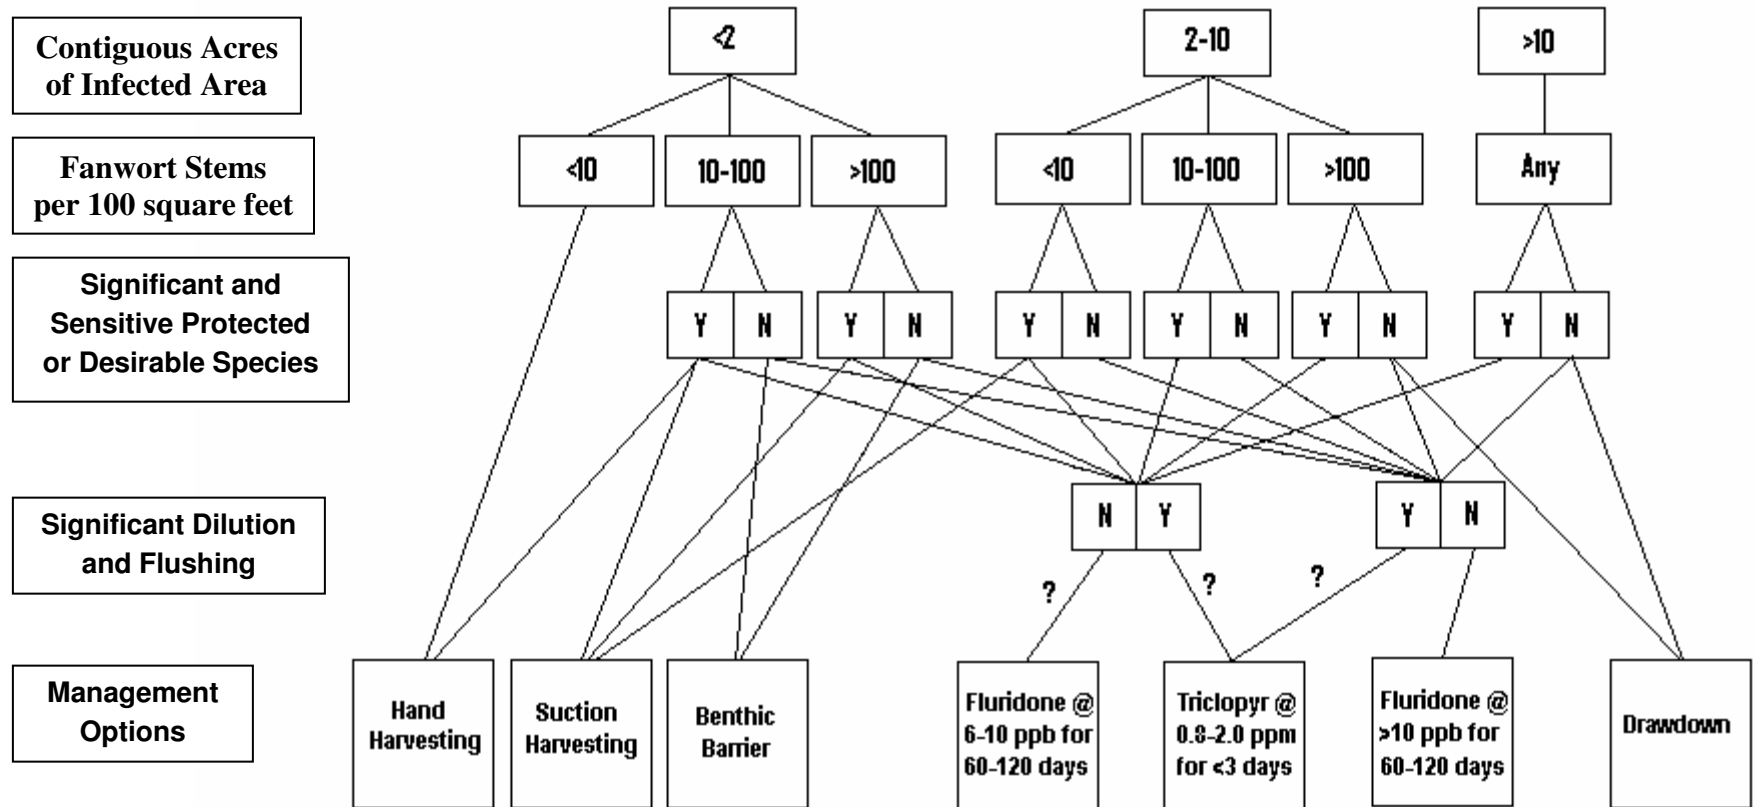 Contiguous Acres
of Infected Area
<2
2-10
>10
Fanwort Stems
per 100 square feet
<10
10-100
>100
<10
10-100
>100
Any
Significant and
Sensitive Protected
or Desirable Species
Y N
Y N
Y N
Y N
Y N
Y N
Significant Dilution
and Flushing
N Y
Y N
?
?
?
Management
Options
Hand
Harvesting
Suction
Harvesting
Benthic
Barrier
Fluridone @
6-10 ppb for
60-120 days
Triclopyr @
0.8-2.0 ppm
for <3 days
Fluridone @
>10 ppb for
60-120 days
Drawdown